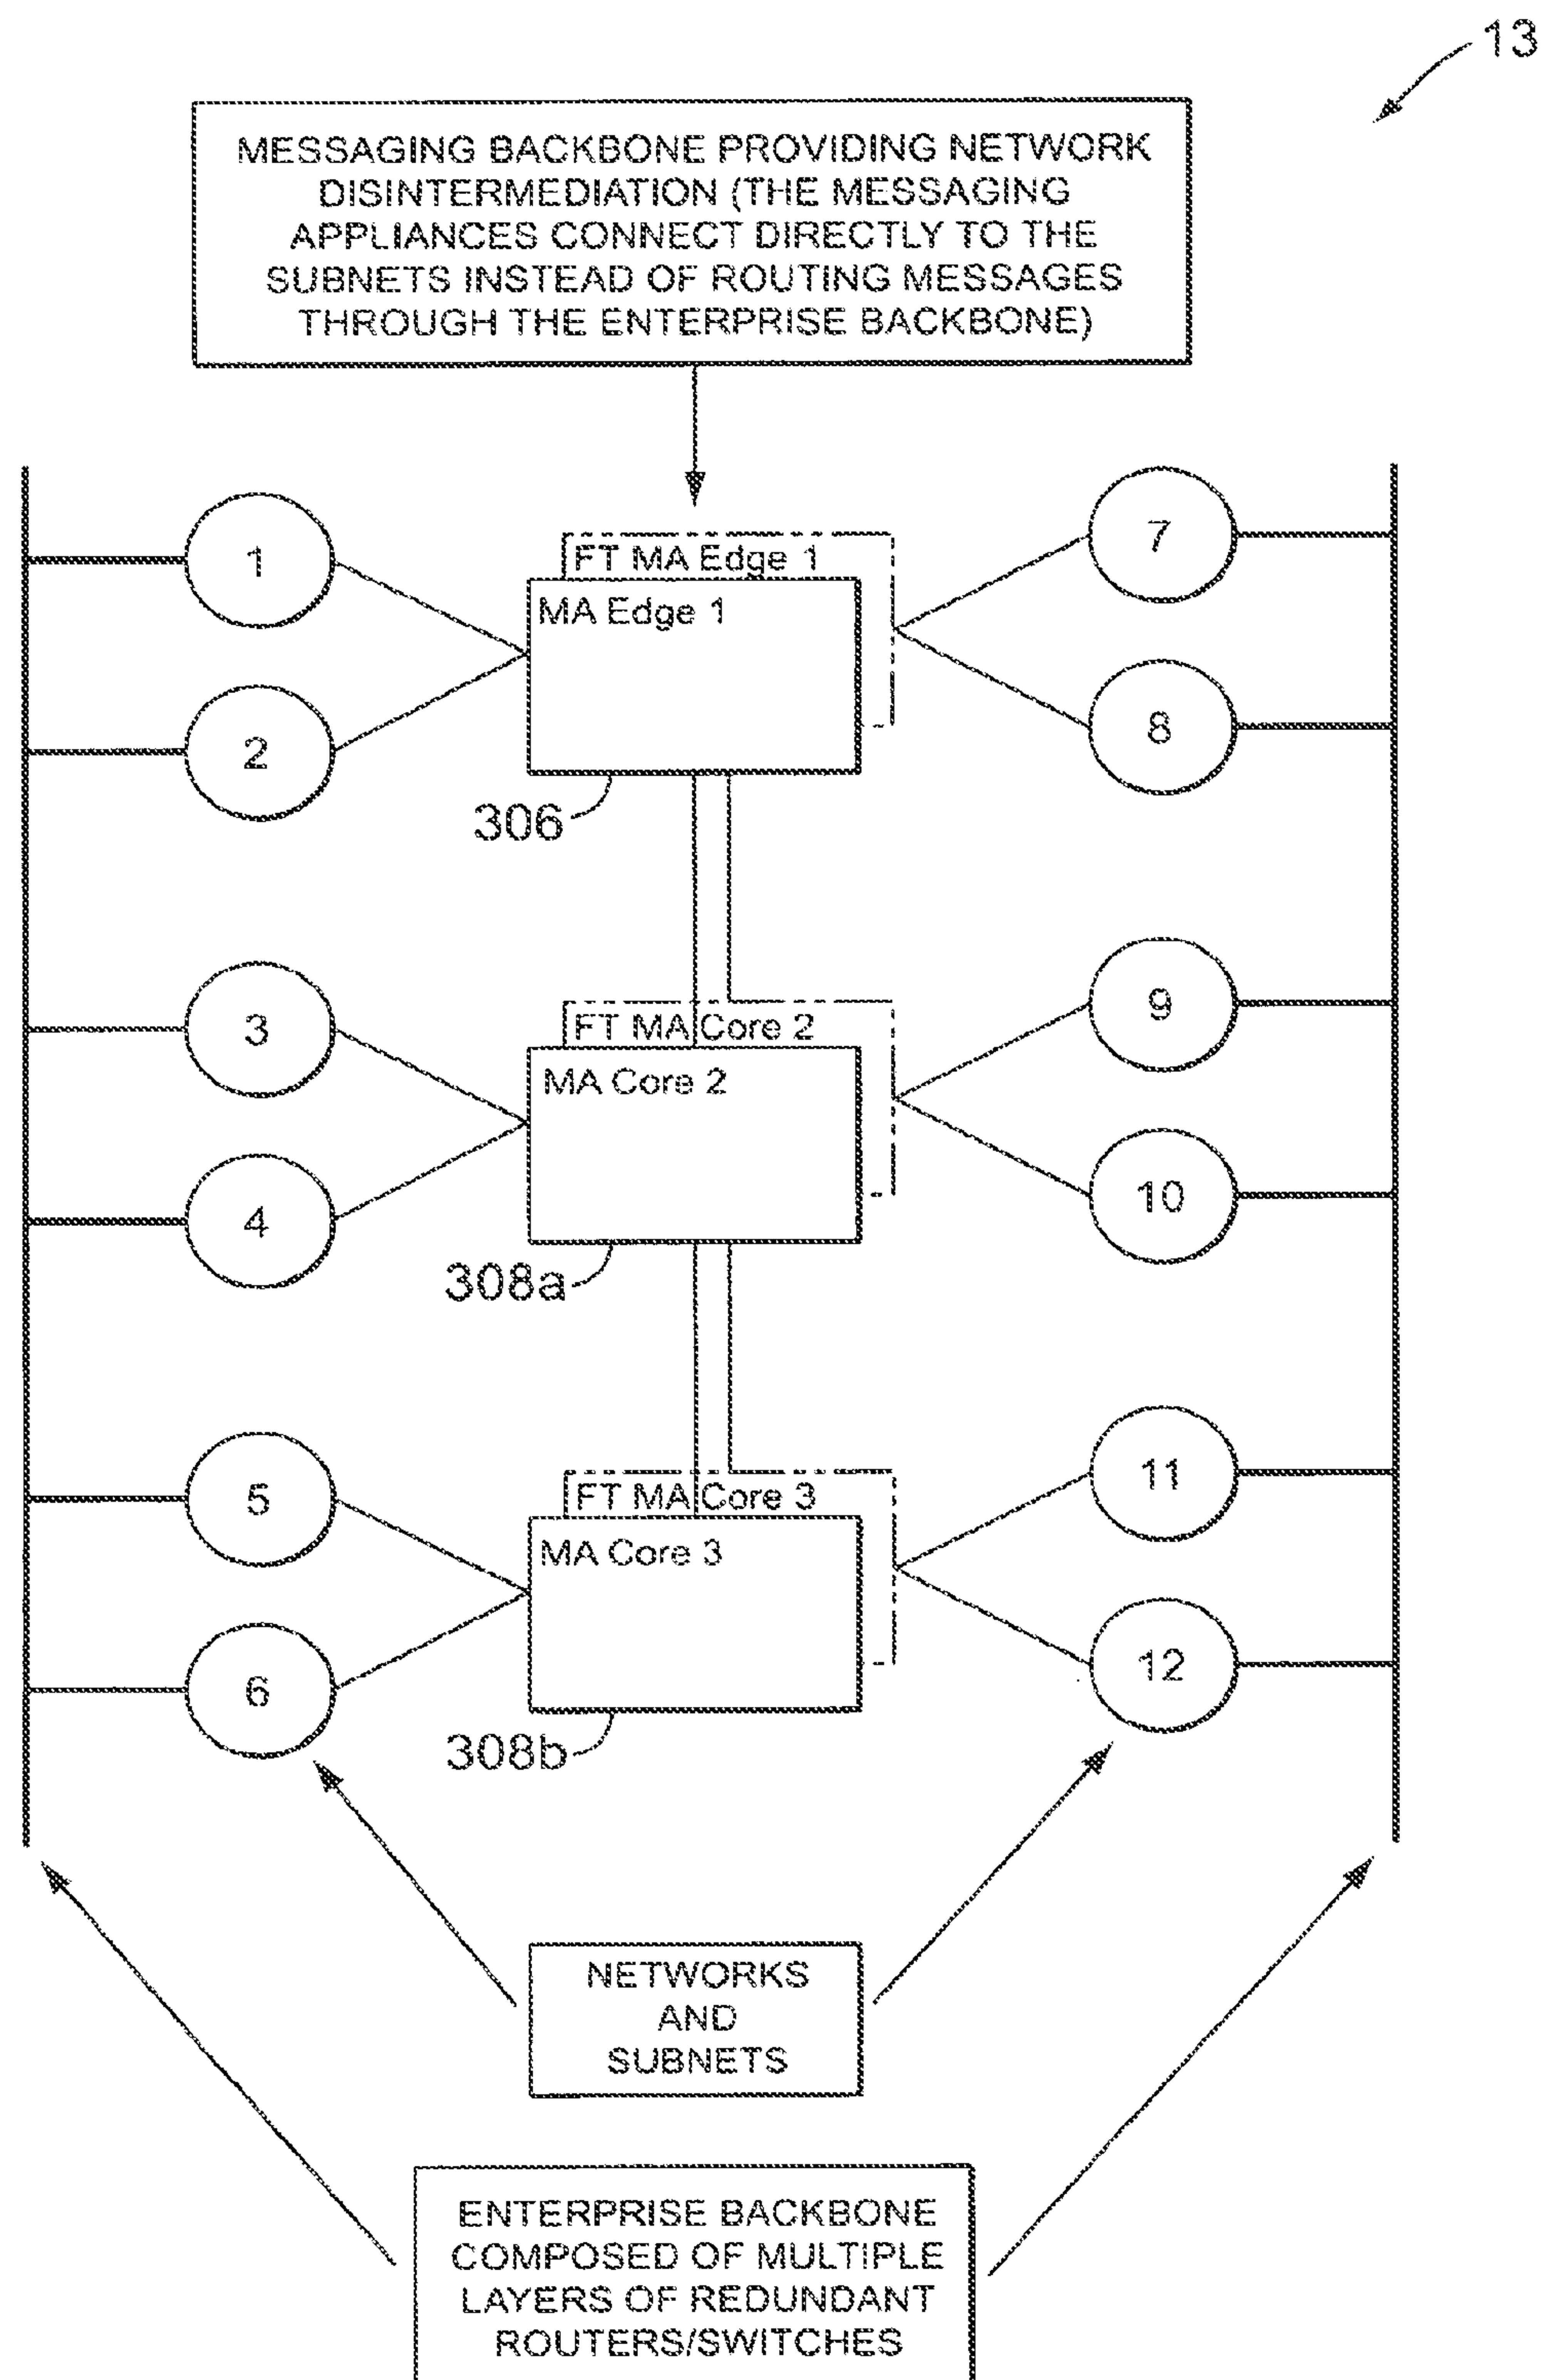 13
MESSAGING BACKBONE PROVIDING NETWORK
DISINTERMEDIATION (THE MESSAGING
APPLIANCES CONNECT DIRECTLY TO THE
SUBNETS INSTEAD OF ROUTING MESSAGES
THROUGH THE ENTERPRISE BACKBONE)
1
2
FT MA Edge 1
MA Edge 1
306
7
8
3
4
FT MA Core 2
MA Core 2
308a
9
10
5
6
FT MA Core 3
MA Core 3
308b
11
12
NETWORKS
AND
SUBNETS
ENTERPRISE BACKBONE
COMPOSED OF MULTIPLE
LAYERS OF REDUNDANT
ROUTERS/SWITCHES